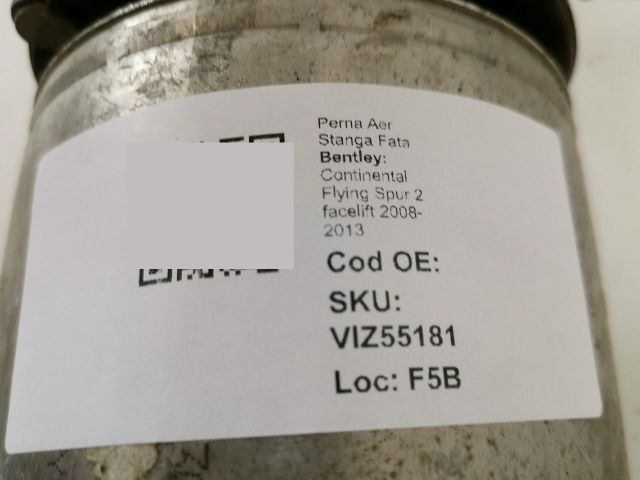 Perna Aer
Stanga Fata
Bentley:
Continental
Flying Spur 2
facelift 2008-
2013
Cod OE:
SKU:
VIZ55181
Loc: F5B